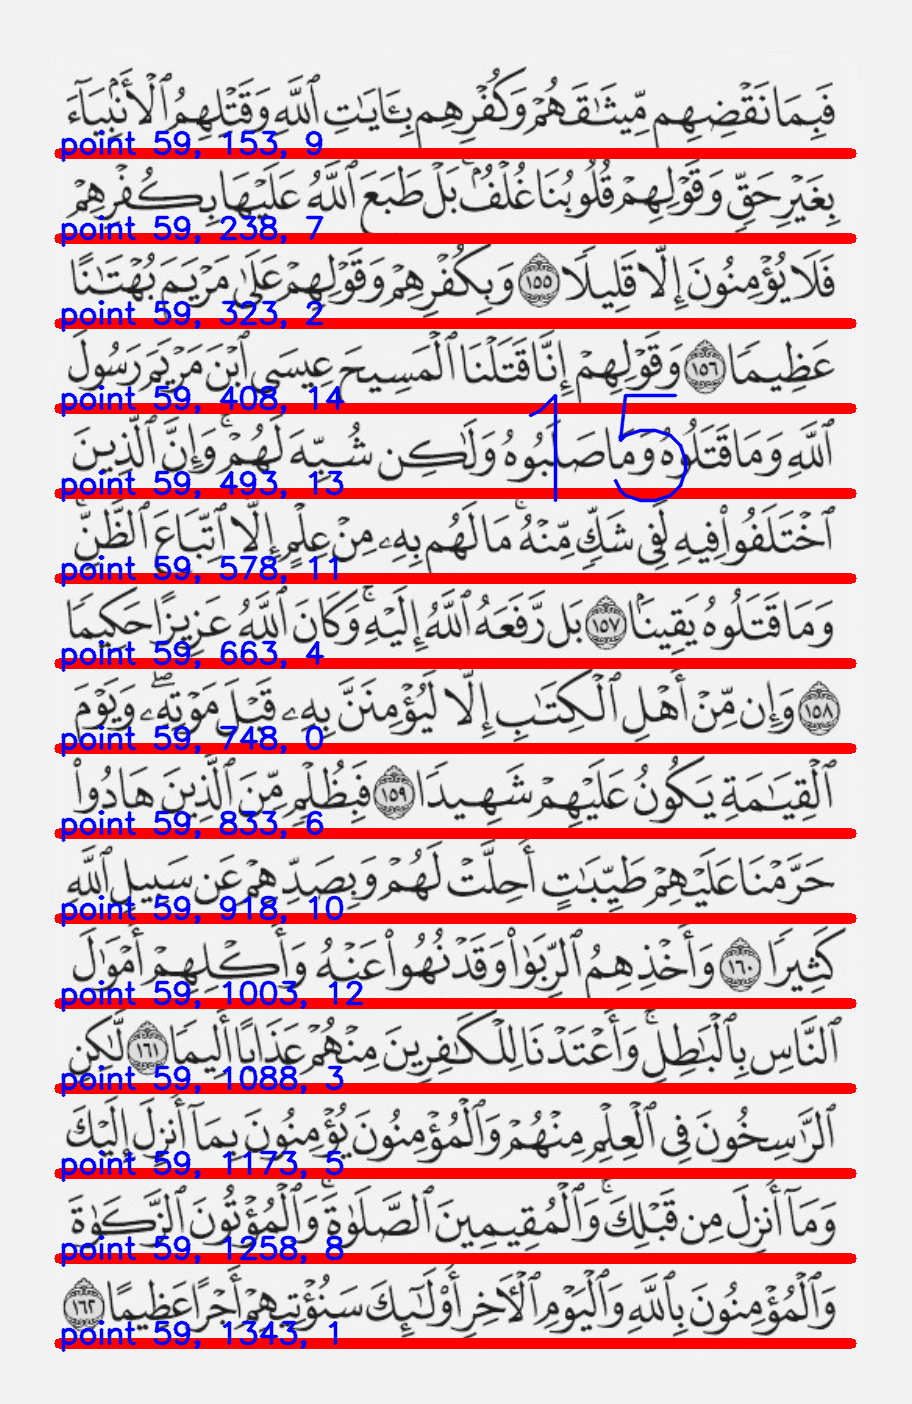 فَبِمَا نَقْضِهِم مِّيثَٰقَهُمْ وَكُفْرِهِم بِـَٔايَٰتِ ٱللَّهِ وَقَتْلِهِمُ ٱلْأَنۢبِيَآءَ
point 59, 153, 9
بِغَيْرِ حَقٍّ وَقَوْلِهِمْ قُلُوبُنَا غُلْفٌۢ ۚ بَلْ طَبَعَ ٱللَّهُ عَلَيْهَا بِكُفْرِهِمْ
point 59, 238, 7
فَلَا يُؤْمِنُونَ إِلَّا قَلِيلًا ١٥٥ وَبِكُفْرِهِمْ وَقَوْلِهِمْ عَلَىٰ مَرْيَمَ بُهْتَٰنًا
point 59, 323, 2
عَظِيمًا ١٥٦ وَقَوْلِهِمْ إِنَّا قَتَلْنَا ٱلْمَسِيحَ عِيسَى ٱبْنَ مَرْيَمَ رَسُولَ
point 59, 408, 14
15
ٱللَّهِ وَمَا قَتَلُوهُ وَمَا صَلَبُوهُ وَلَٰكِن شُبِّهَ لَهُمْ ۚ وَإِنَّ ٱلَّذِينَ
point 59, 493, 13
ٱخْتَلَفُوا۟ فِيهِ لَفِى شَكٍّ مِّنْهُ ۚ مَا لَهُم بِهِۦ مِنْ عِلْمٍ إِلَّا ٱتِّبَاعَ ٱلظَّنِّ ۚ
point 59, 578, 11
وَمَا قَتَلُوهُ يَقِينًۢا ١٥٧ بَل رَّفَعَهُ ٱللَّهُ إِلَيْهِ ۚ وَكَانَ ٱللَّهُ عَزِيزًا حَكِيمًا
point 59, 663, 4
١٥٨ وَإِن مِّنْ أَهْلِ ٱلْكِتَٰبِ إِلَّا لَيُؤْمِنَنَّ بِهِۦ قَبْلَ مَوْتِهِۦ ۖ وَيَوْمَ
point 59, 748, 0
ٱلْقِيَٰمَةِ يَكُونُ عَلَيْهِمْ شَهِيدًا ١٥٩ فَبِظُلْمٍ مِّنَ ٱلَّذِينَ هَادُوا۟
point 59, 833, 6
حَرَّمْنَا عَلَيْهِمْ طَيِّبَٰتٍ أُحِلَّتْ لَهُمْ وَبِصَدِّهِمْ عَن سَبِيلِ ٱللَّهِ
point 59, 918, 10
كَثِيرًا ١٦٠ وَأَخْذِهِمُ ٱلرِّبَوٰا۟ وَقَدْ نُهُوا۟ عَنْهُ وَأَكْلِهِمْ أَمْوَٰلَ
point 59, 1003, 12
ٱلنَّاسِ بِٱلْبَٰطِلِ ۚ وَأَعْتَدْنَا لِلْكَٰفِرِينَ مِنْهُمْ عَذَابًا أَلِيمًا ١٦١ لَّٰكِنِ
point 59, 1088, 3
ٱلرَّٰسِخُونَ فِى ٱلْعِلْمِ مِنْهُمْ وَٱلْمُؤْمِنُونَ يُؤْمِنُونَ بِمَآ أُنزِلَ إِلَيْكَ
point 59, 1173, 5
وَمَآ أُنزِلَ مِن قَبْلِكَ ۚ وَٱلْمُقِيمِينَ ٱلصَّلَوٰةَ ۚ وَٱلْمُؤْتُونَ ٱلزَّكَوٰةَ
point 59, 1258, 8
وَٱلْمُؤْمِنُونَ بِٱللَّهِ وَٱلْيَوْمِ ٱلْـَٔاخِرِ أُو۟لَٰٓئِكَ سَنُؤْتِيهِمْ أَجْرًا عَظِيمًا ١٦٢
point 59, 1343, 1